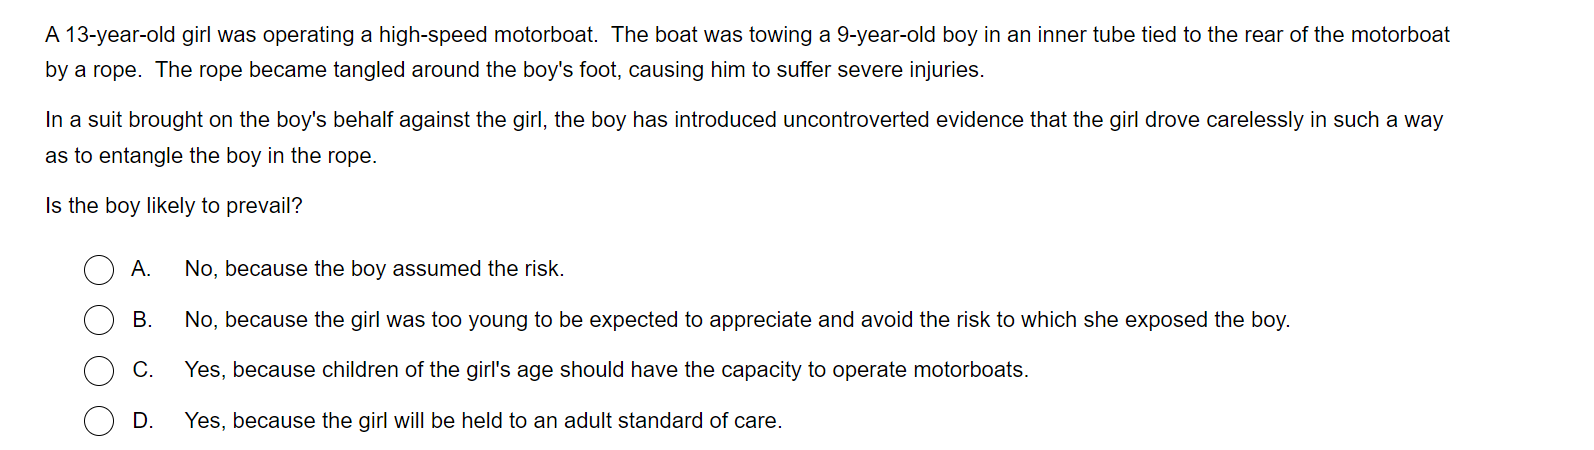 A 13-year-old girl was operating a high-speed motorboat.  The boat was towing a 9-year-old boy in an inner tube tied to the rear of the motorboat
by a rope.  The rope became tangled around the boy's foot, causing him to suffer severe injuries.
In a suit brought on the boy's behalf against the girl, the boy has introduced uncontroverted evidence that the girl drove carelessly in such a way
as to entangle the boy in the rope.
Is the boy likely to prevail?
A. No, because the boy assumed the risk.
B. No, because the girl was too young to be expected to appreciate and avoid the risk to which she exposed the boy.
C. Yes, because children of the girl's age should have the capacity to operate motorboats.
D. Yes, because the girl will be held to an adult standard of care.